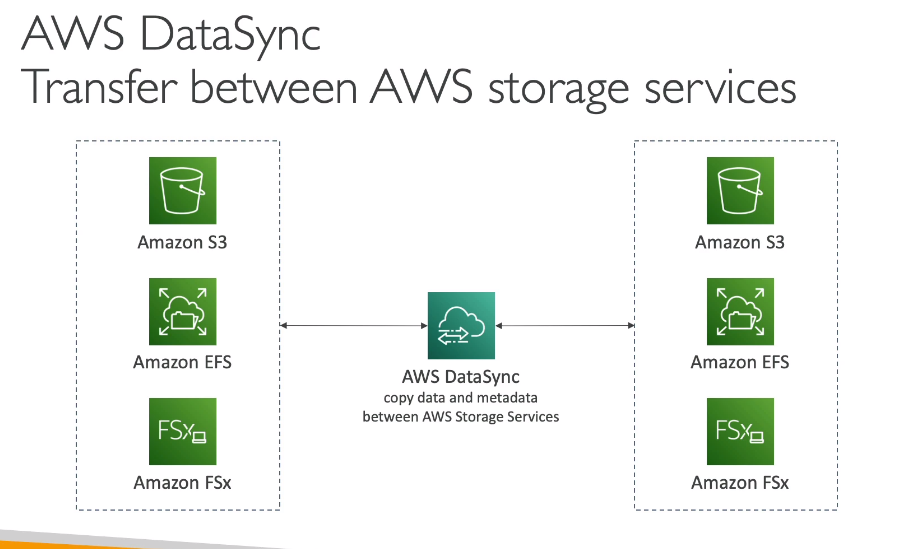 AWS DataSync
Transfer between AWS storage services
Amazon S3
Amazon EFS
FSx
Amazon FSx
AWS DataSync
copy data and metadata
between AWS Storage Services
Amazon S3
Amazon EFS
FSx
Amazon FSx